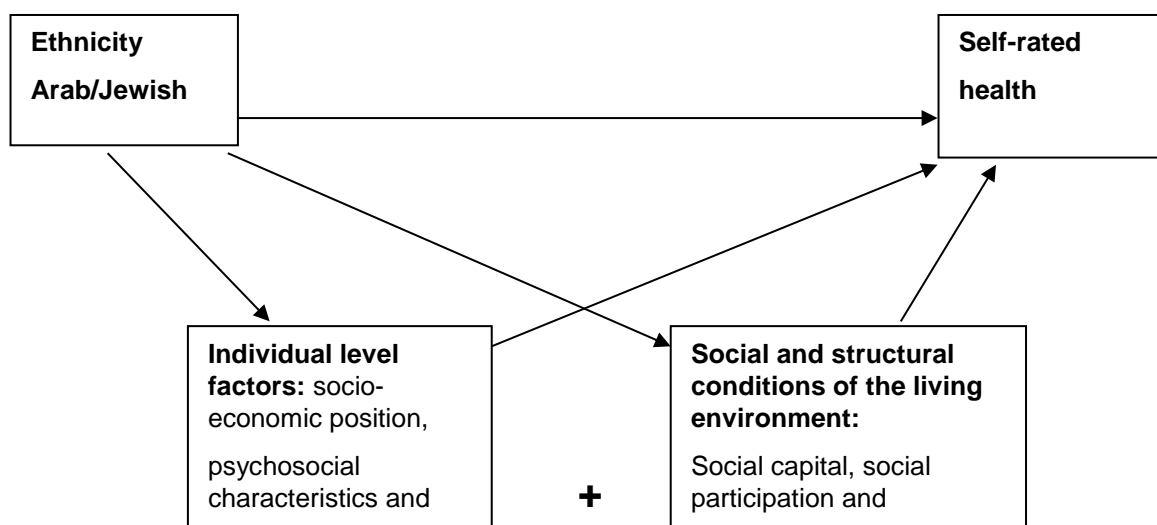 Ethnicity
Arab/Jewish
Self-rated
health
Individual level
factors: socio-
economic position,
psychosocial
characteristics and
+
Social and structural
conditions of the living
environment:
Social capital, social
participation and